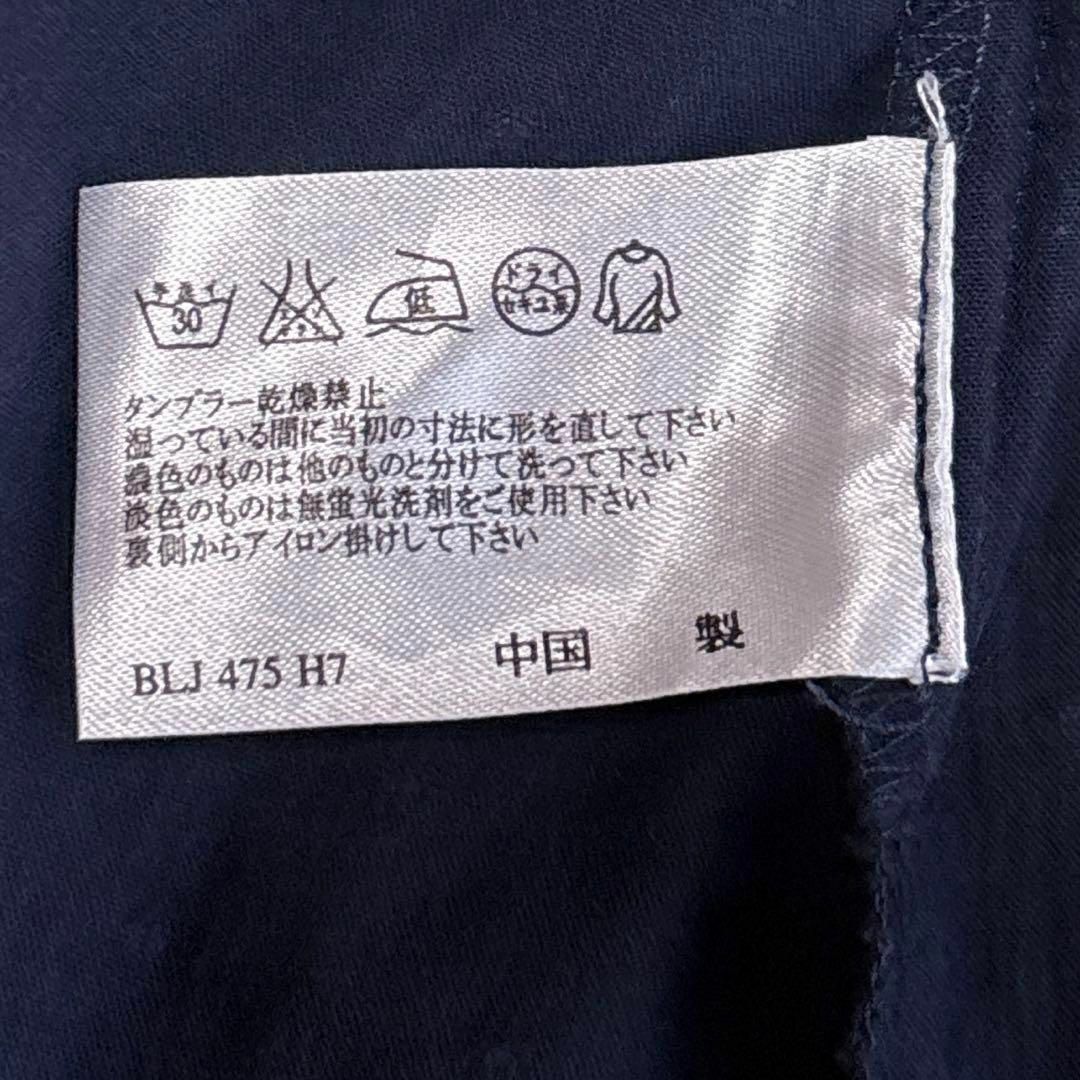 手洗イ
30
低
ドライ
セキユ系
タンブラー乾燥禁止
湿っている間に当初の寸法に形を直して下さい
濃色のものは他のものと分けて洗って下さい
淡色のものは無蛍光洗剤をご使用下さい
裏側からアイロン掛けして下さい
BLJ 475 H7 中国 製